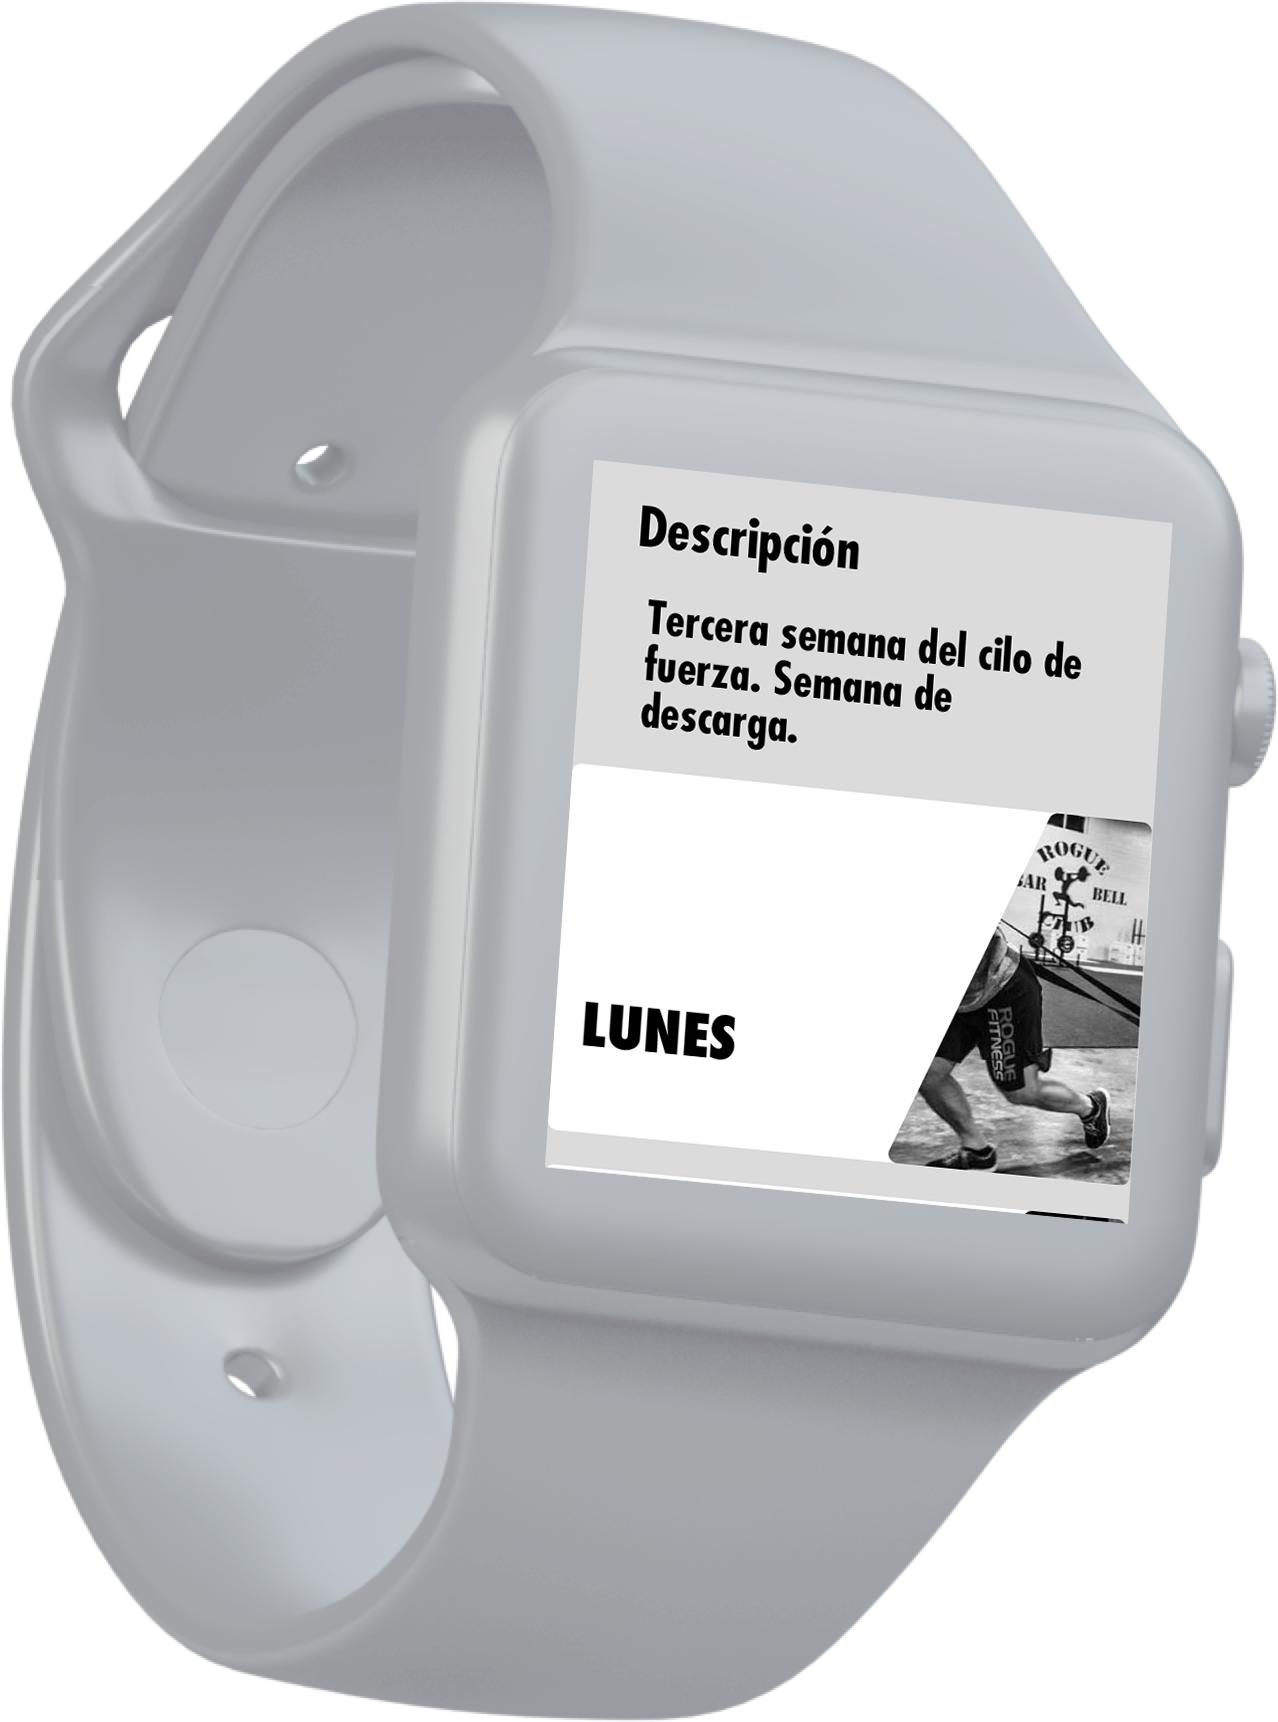 Descripción
Tercera semana del cilo de
fuerza. Semana de
descarga.
ROGUE
BAR BELL
CLUB
LUNES
ROGUE
FITNESS